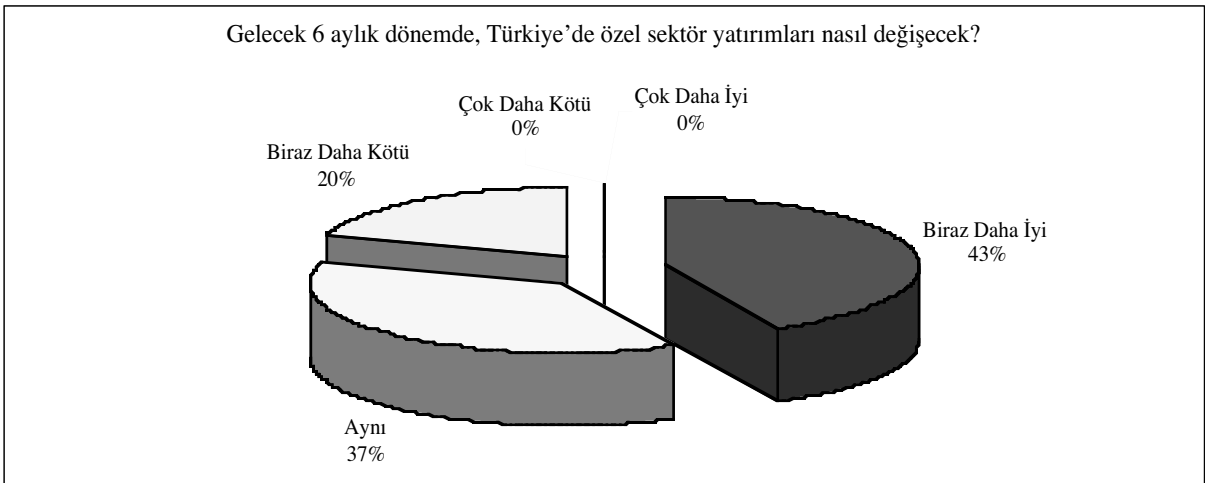 Gelecek 6 aylık dönemde, Türkiye’de özel sektör yatırımları nasıl değişecek?
Çok Daha Kötü
0%
Çok Daha İyi
0%
Biraz Daha Kötü
20%
Biraz Daha İyi
43%
Aynı
37%